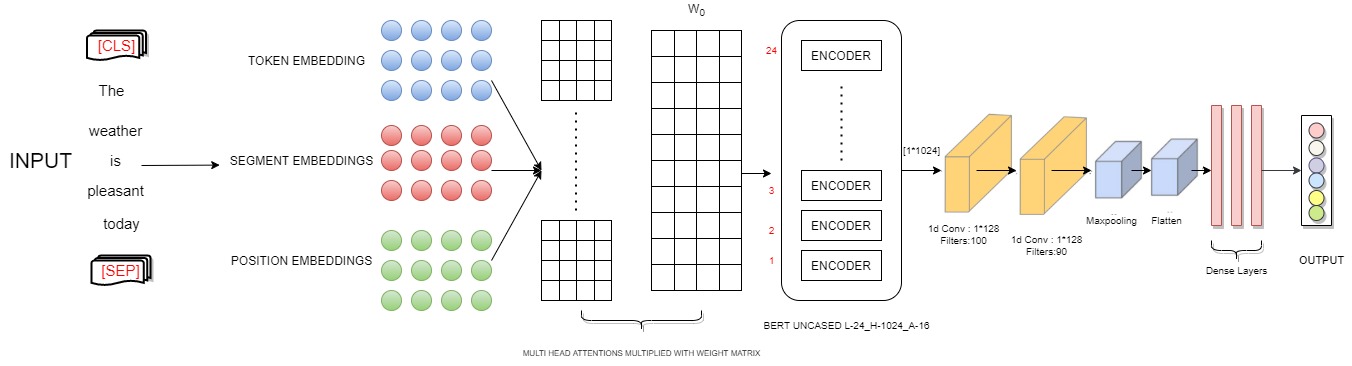 INPUT
[CLS]
The
weather
is
pleasant
today
[SEP]
TOKEN EMBEDDING
SEGMENT EMBEDDINGS
POSITION EMBEDDINGS
W0
MULTI HEAD ATTENTIONS MULTIPLIED WITH WEIGHT MATRIX
24
ENCODER
3
ENCODER
2
ENCODER
1
ENCODER
BERT UNCASED L-24_H-1024_A-16
[1*1024]
1d Conv : 1*128
Filters:100
1d Conv : 1*128
Filters:90
Maxpooling
Flatten
Dense Layers
OUTPUT